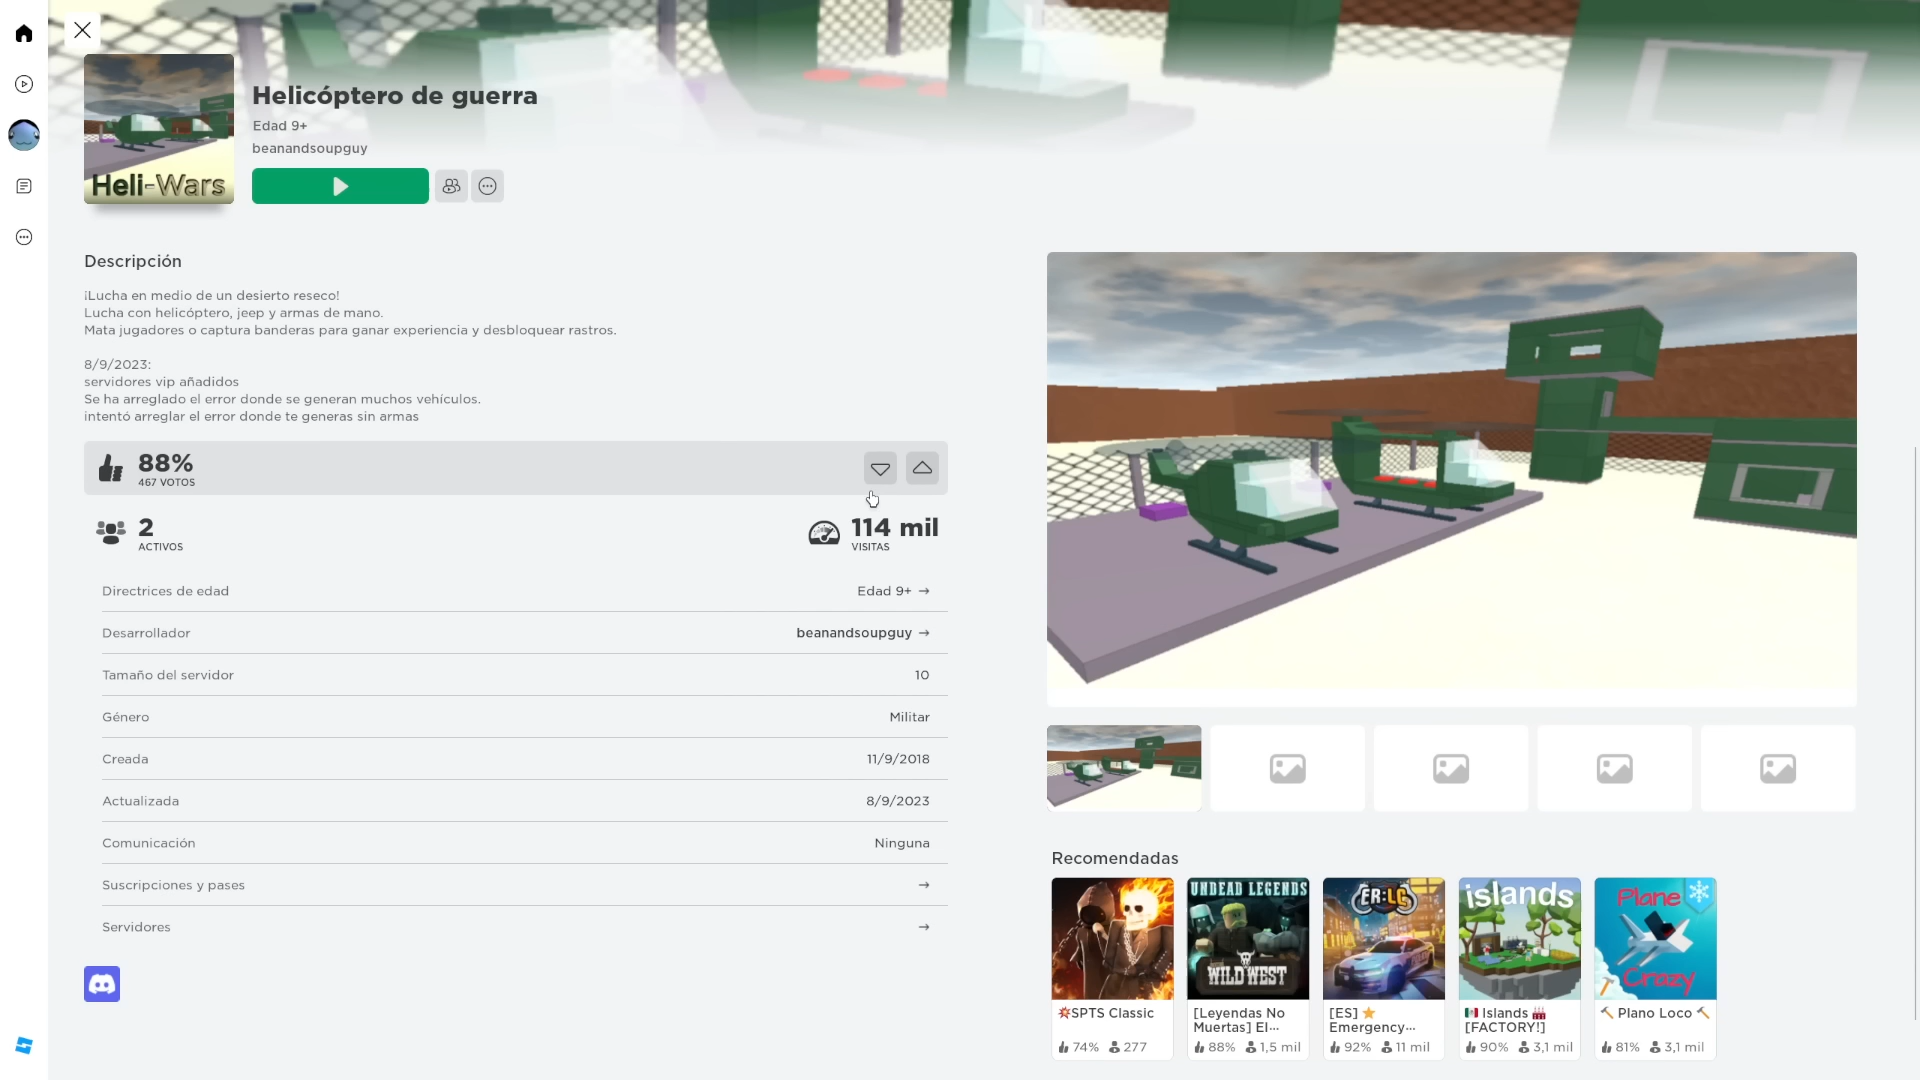 Helicóptero de guerra
Edad 9+
beanandsoupguy
Heli-Wars
Descripción
¡Lucha en medio de un desierto reseco!
Lucha con helicóptero, jeep y armas de mano.
Mata jugadores o captura banderas para ganar experiencia y desbloquear rastros.
8/9/2023:
servidores vip añadidos
Se ha arreglado el error donde se generan muchos vehículos.
intentó arreglar el error donde te generas sin armas
88%
467 VOTOS
2
ACTIVOS
114 mil
VISITAS
Directrices de edad
Edad 9+ →
Desarrollador
beanandsoupguy →
Tamaño del servidor
10
Género
Militar
Creada
11/9/2018
Actualizada
8/9/2023
Comunicación
Ninguna
Suscripciones y pases →
Servidores →
Recomendadas
UNDEAD LEGENDS
WILD WEST
ER:LC
islands
Plane
Crazy
💥SPTS Classic
74% 277
[Leyendas No
Muertas] El...
88% 1,5 mil
[ES] ⭐
Emergency...
92% 11 mil
🇲🇽 Islands 🏭
[FACTORY!]
90% 3,1 mil
🔨 Plano Loco 🔨
81% 3,1 mil